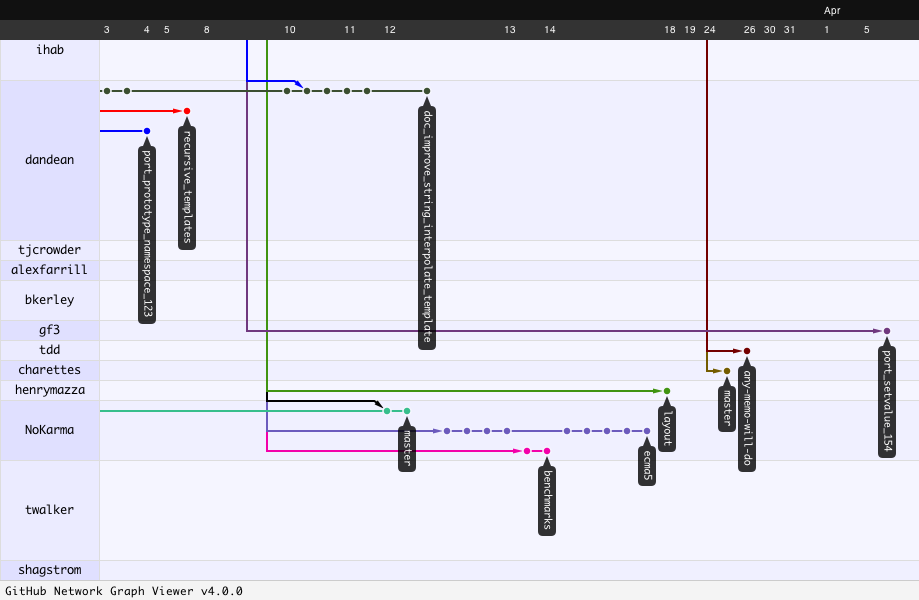 Apr
3 4 5 8 10 11 12 13 14 18 19 24 26 30 31 1 5
ihab
dandean
tjcrowder
alexfarrill
bkerley
gf3
tdd
charettes
henrymazza
NoKarma
twalker
shagstrom
port_prototype_namespace_123
recursive_templates
doc_improve_string_interpolate_template
master
benchmarks
ecma5
layout
master
any-memo-will-do
port_setvalue_154
GitHub Network Graph Viewer v4.0.0